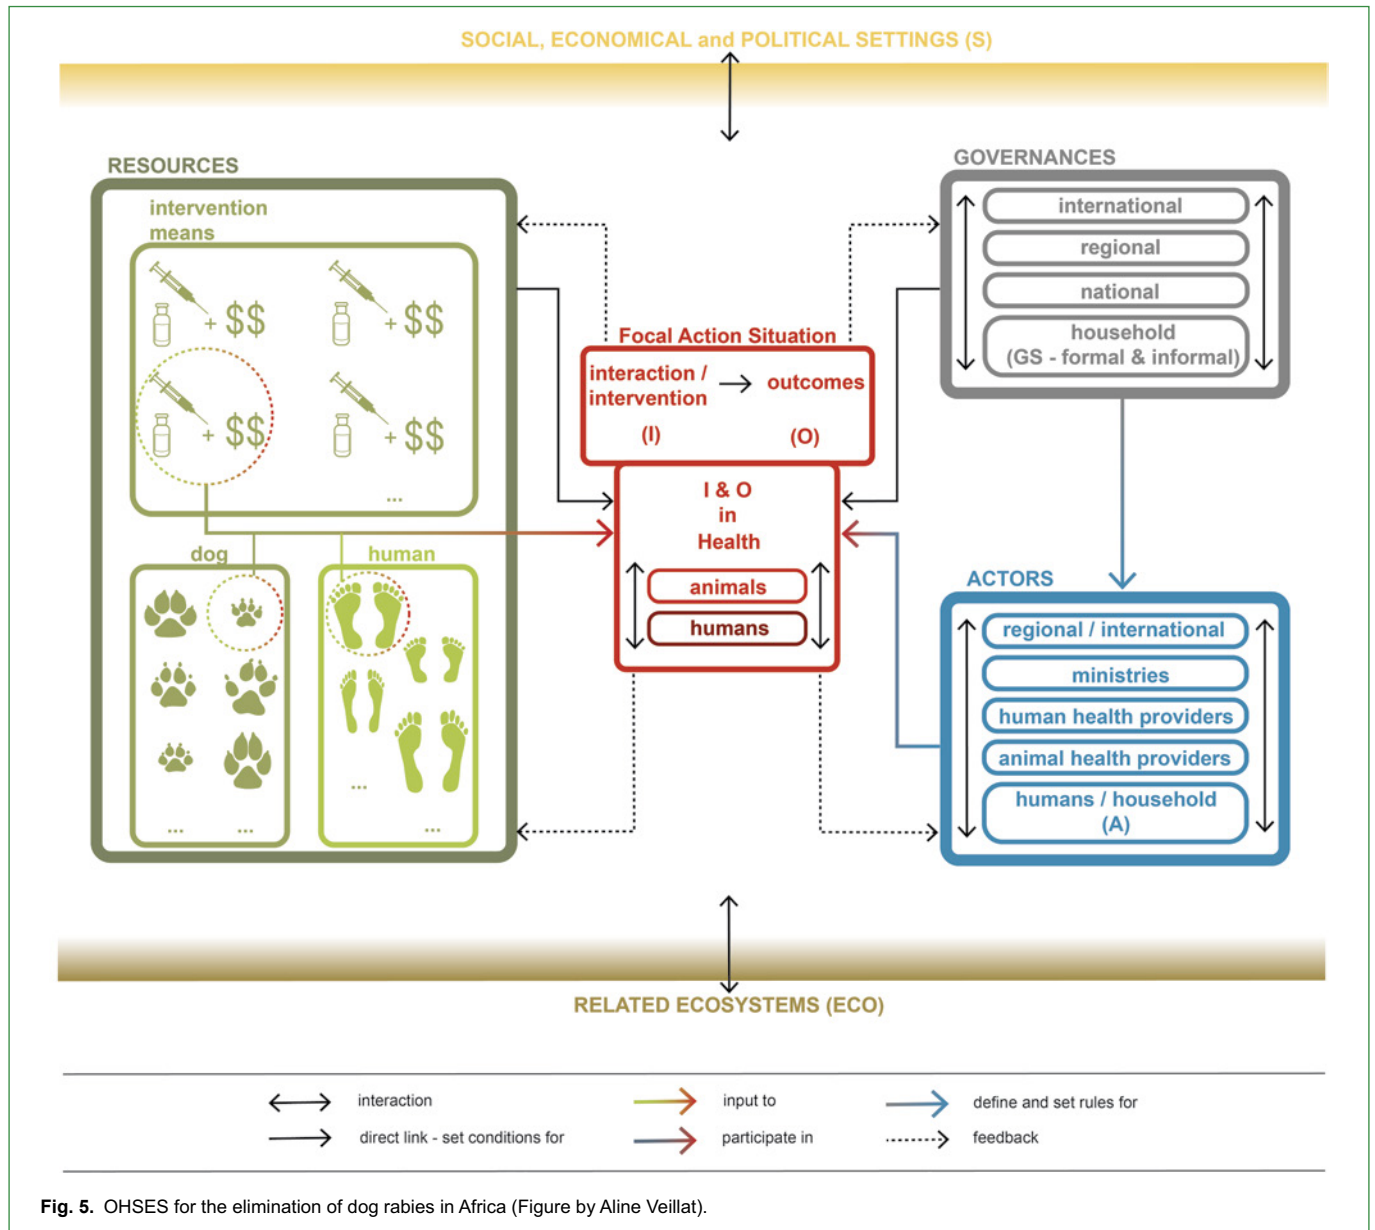 SOCIAL, ECONOMICAL and POLITICAL SETTINGS (S)
RESOURCES
intervention
means
+ $$
+ $$
+ $$
+ $$
...
dog
human
...
...
...
...
Focal Action Situation
interaction /
intervention
outcomes
(I)
(O)
I & O
in
Health
animals
humans
GOVERNANCES
international
regional
national
household
(GS - formal & informal)
ACTORS
regional / international
ministries
human health providers
animal health providers
humans / household
(A)
RELATED ECOSYSTEMS (ECO)
interaction
input to
define and set rules for
direct link - set conditions for
participate in
feedback
Fig. 5. OHSES for the elimination of dog rabies in Africa (Figure by Aline Veillat).